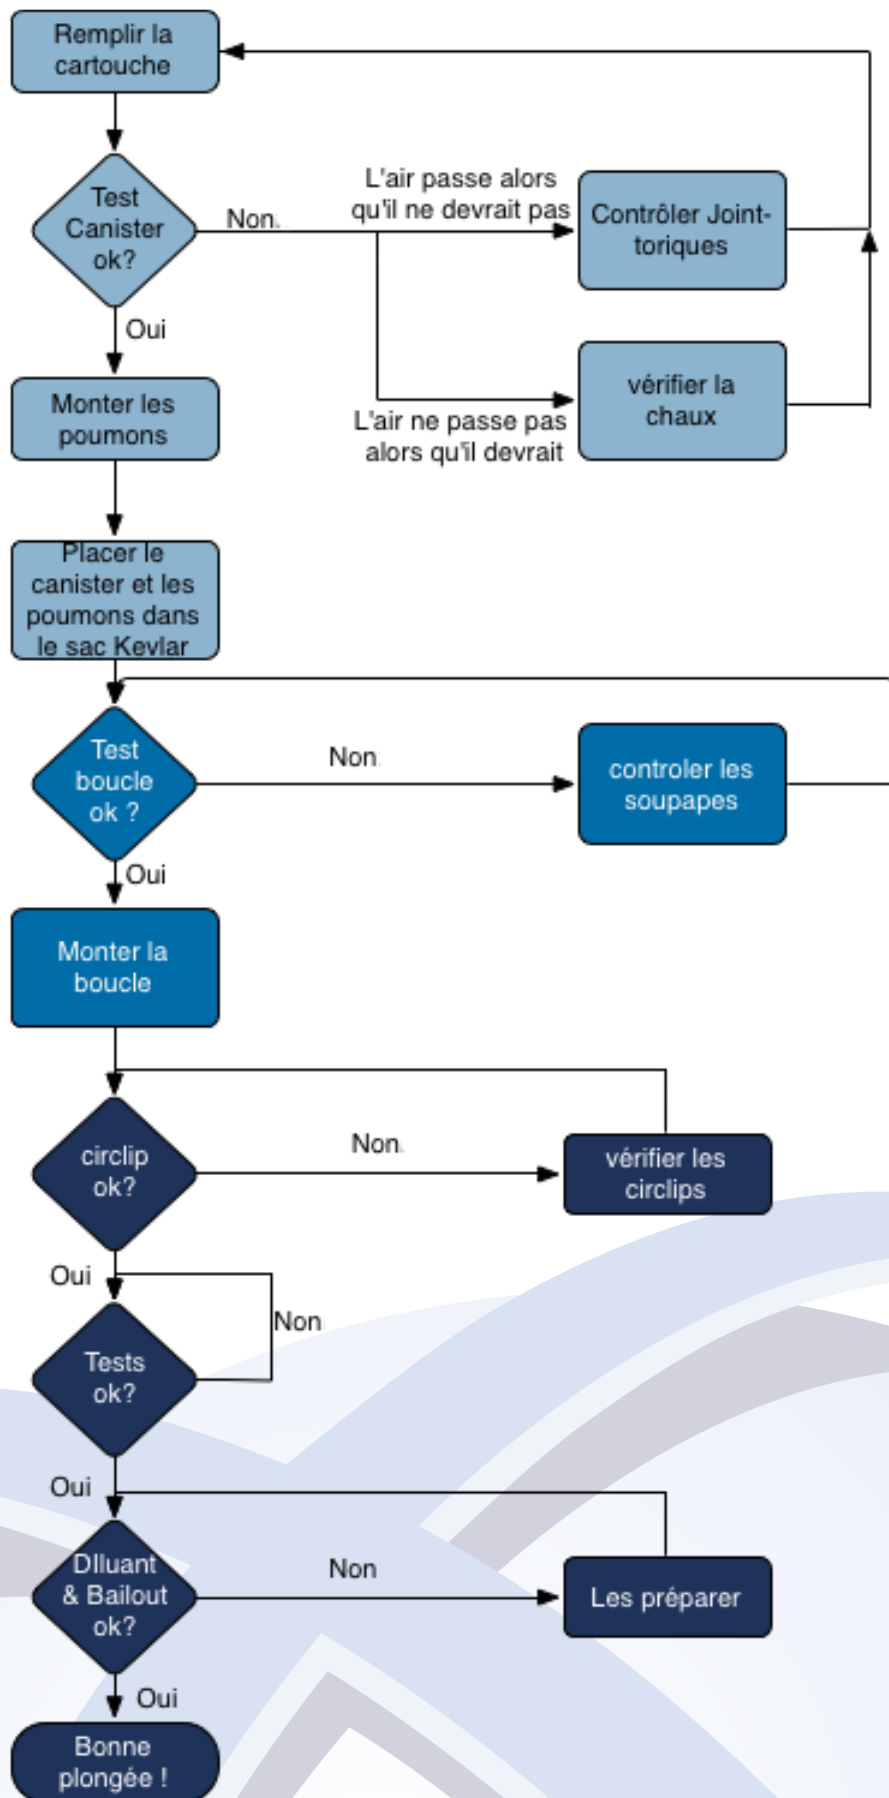 Remplir la
cartouche
Test
Canister
ok?
Non.
L'air passe alors
qu'il ne devrait pas
Contrôler Joint-
toriques
Oui
L'air ne passe pas
alors qu'il devrait
vérifier la
chaux
Monter les
poumons
Placer le
canister et les
poumons dans
le sac Kevlar
Test
boucle
ok ?
Non
controler les
soupapes
Oui
Monter la
boucle
circlip
ok?
Non
vérifier les
circlips
Oui
Tests
ok?
Non
Oui
DIluant
& Bailout
ok?
Non
Les préparer
Oui
Bonne
plongée !